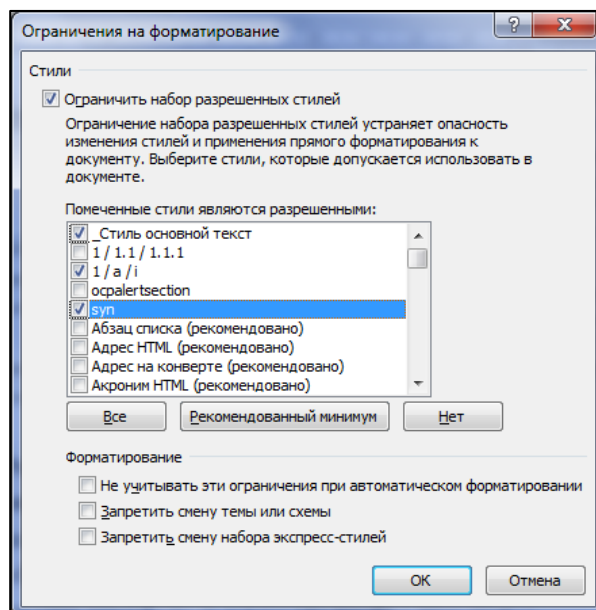 Ограничения на форматирование
?
Стили
Ограничить набор разрешенных стилей
Ограничение набора разрешенных стилей устраняет опасность
изменения стилей и применения прямого форматирования к
документу. Выберите стили, которые допускается использовать в
документе.
Помеченные стили являются разрешенными:
_Стиль основной текст
1 / 1.1 / 1.1.1
1 / a / i
ocpalertsection
syn
Абзац списка (рекомендовано)
Адрес HTML (рекомендовано)
Адрес на конверте (рекомендовано)
Акроним HTML (рекомендовано)
Все Рекомендованный минимум Нет
Форматирование
Не учитывать эти ограничения при автоматическом форматировании
Запретить смену темы или схемы
Запретить смену набора экспресс-стилей
ОК Отмена